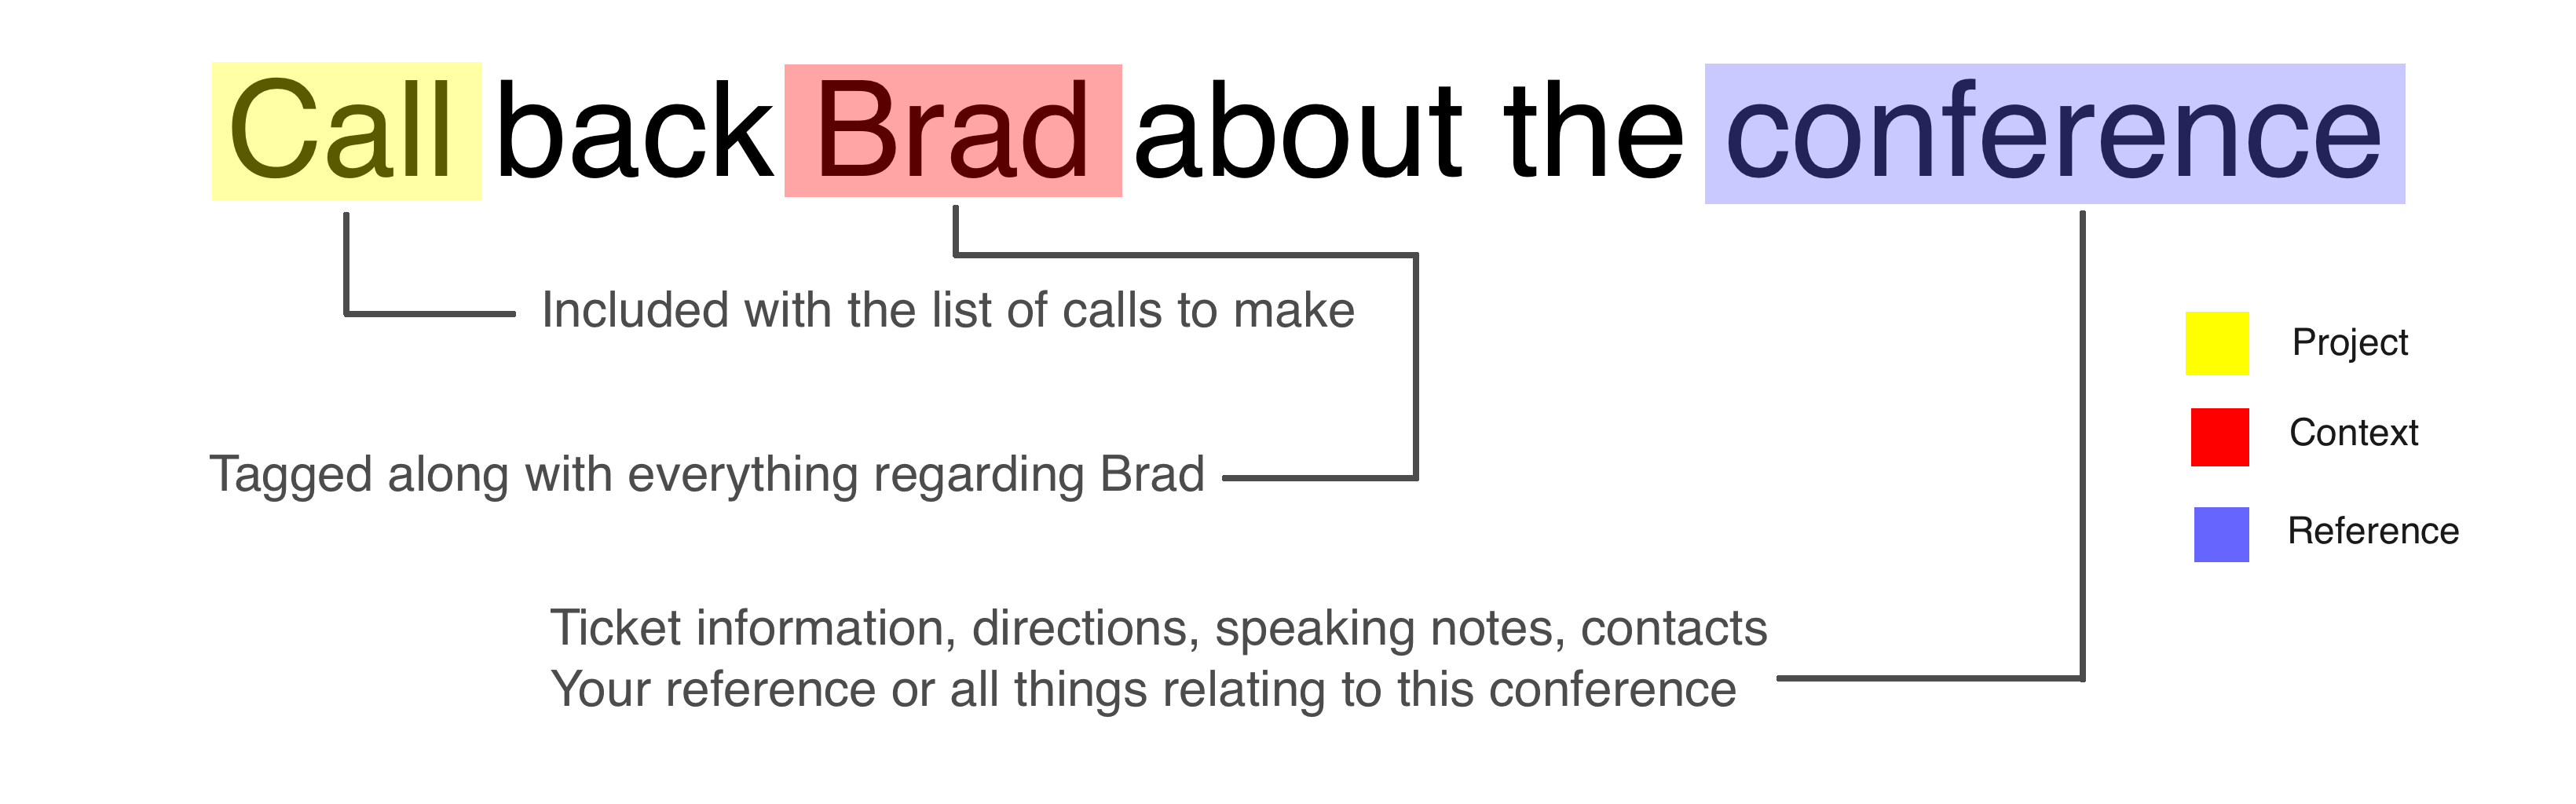 Call back Brad about the conference
Included with the list of calls to make
Project
Context
Tagged along with everything regarding Brad
Reference
Ticket information, directions, speaking notes, contacts
Your reference or all things relating to this conference